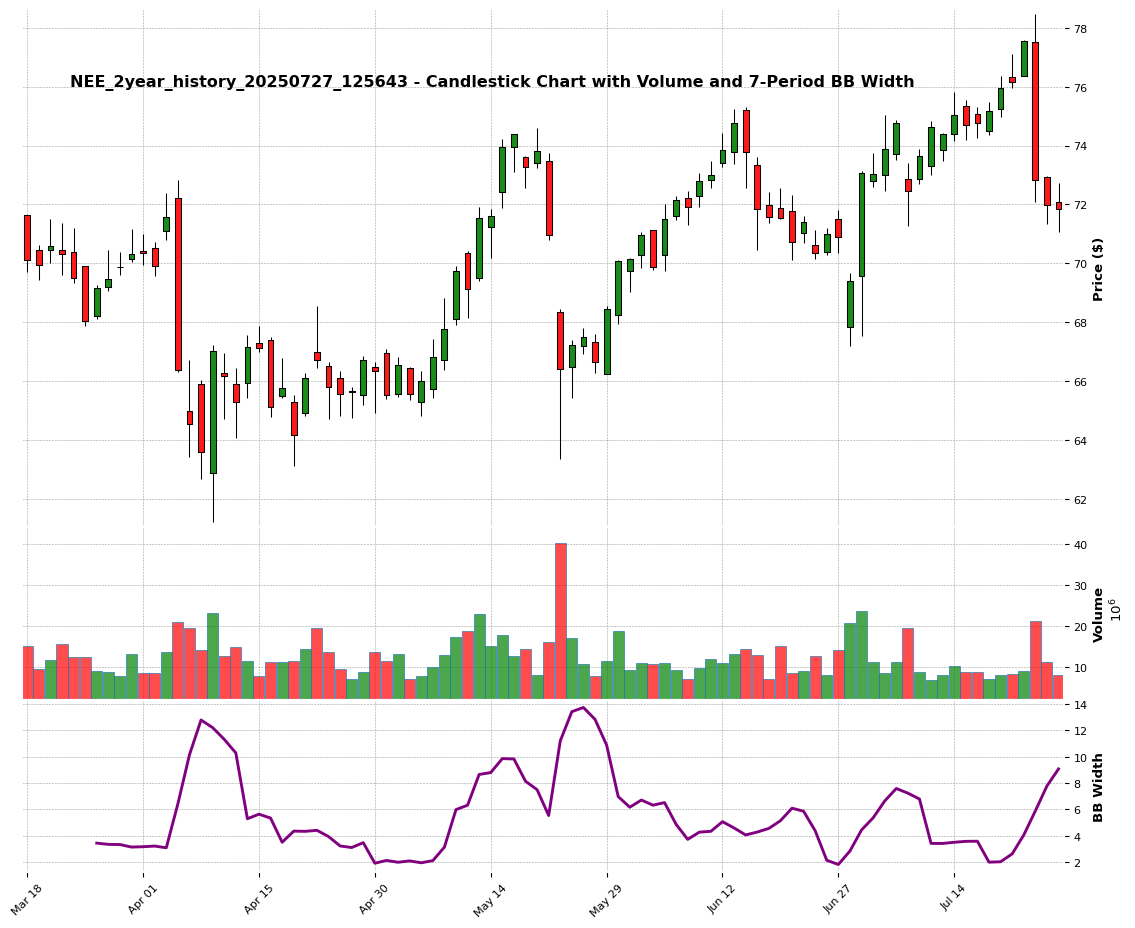 NEE_2year_history_20250727_125643 - Candlestick Chart with Volume and 7-Period BB Width
78
76
74
72
70
68
66
64
62
Price ($)
40
30
20
10
Volume
10^6
14
12
10
8
6
4
2
BB Width
Mar 18
Apr 01
Apr 15
Apr 30
May 14
May 29
Jun 12
Jun 27
Jul 14